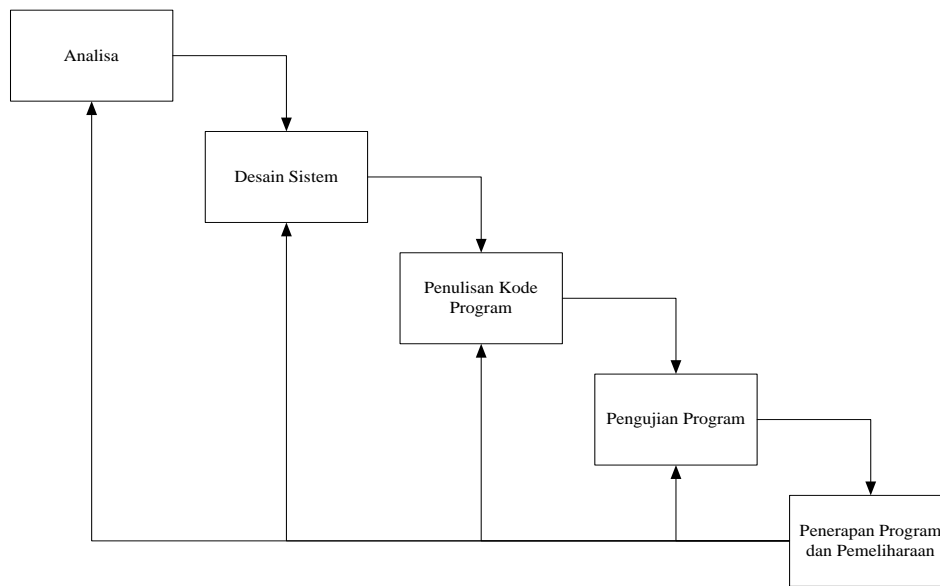 Analisa
Desain Sistem
Penulisan Kode
Program
Pengujian Program
Penerapan Program
dan Pemeliharaan